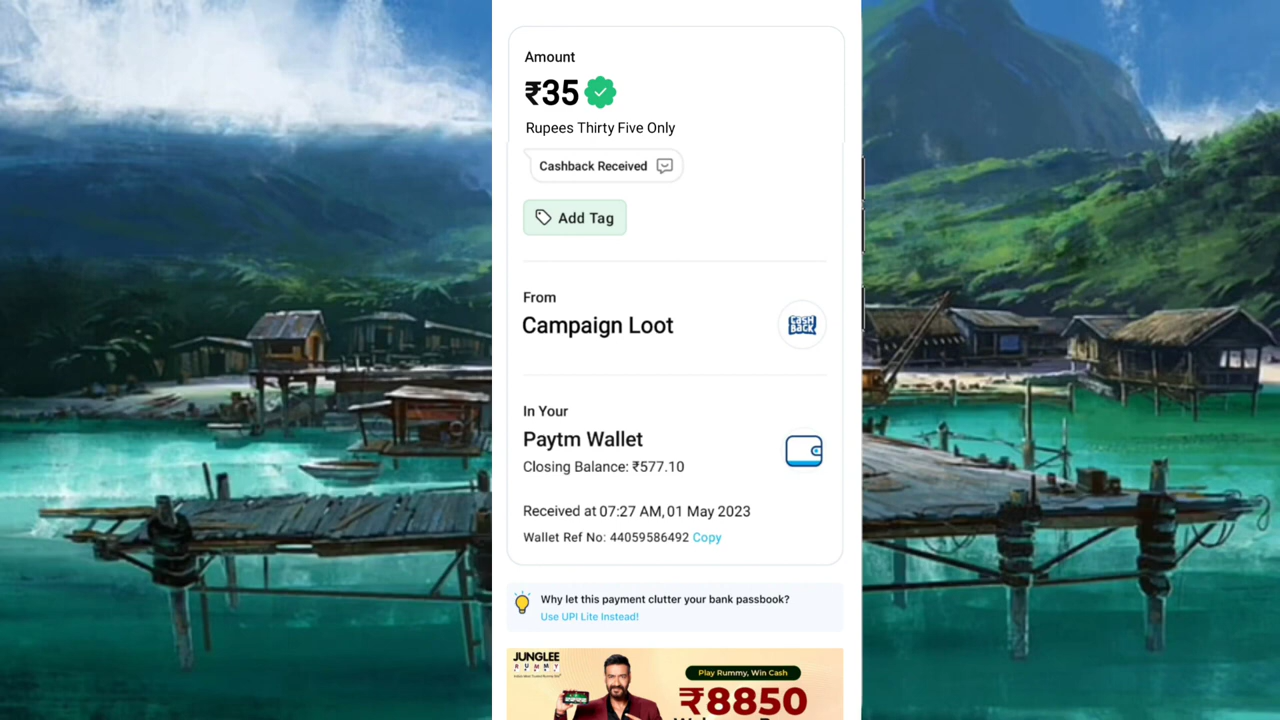 Amount
₹35
Rupees Thirty Five Only
Cashback Received
Add Tag
From
Campaign Loot
CASH
BACK
In Your
Paytm Wallet
Closing Balance: ₹577.10
Received at 07:27 AM, 01 May 2023
Wallet Ref No: 44059586492 Copy
Why let this payment clutter your bank passbook?
Use UPI Lite Instead!
JUNGLEE
RUMMY
Play Rummy, Win Cash
₹8850